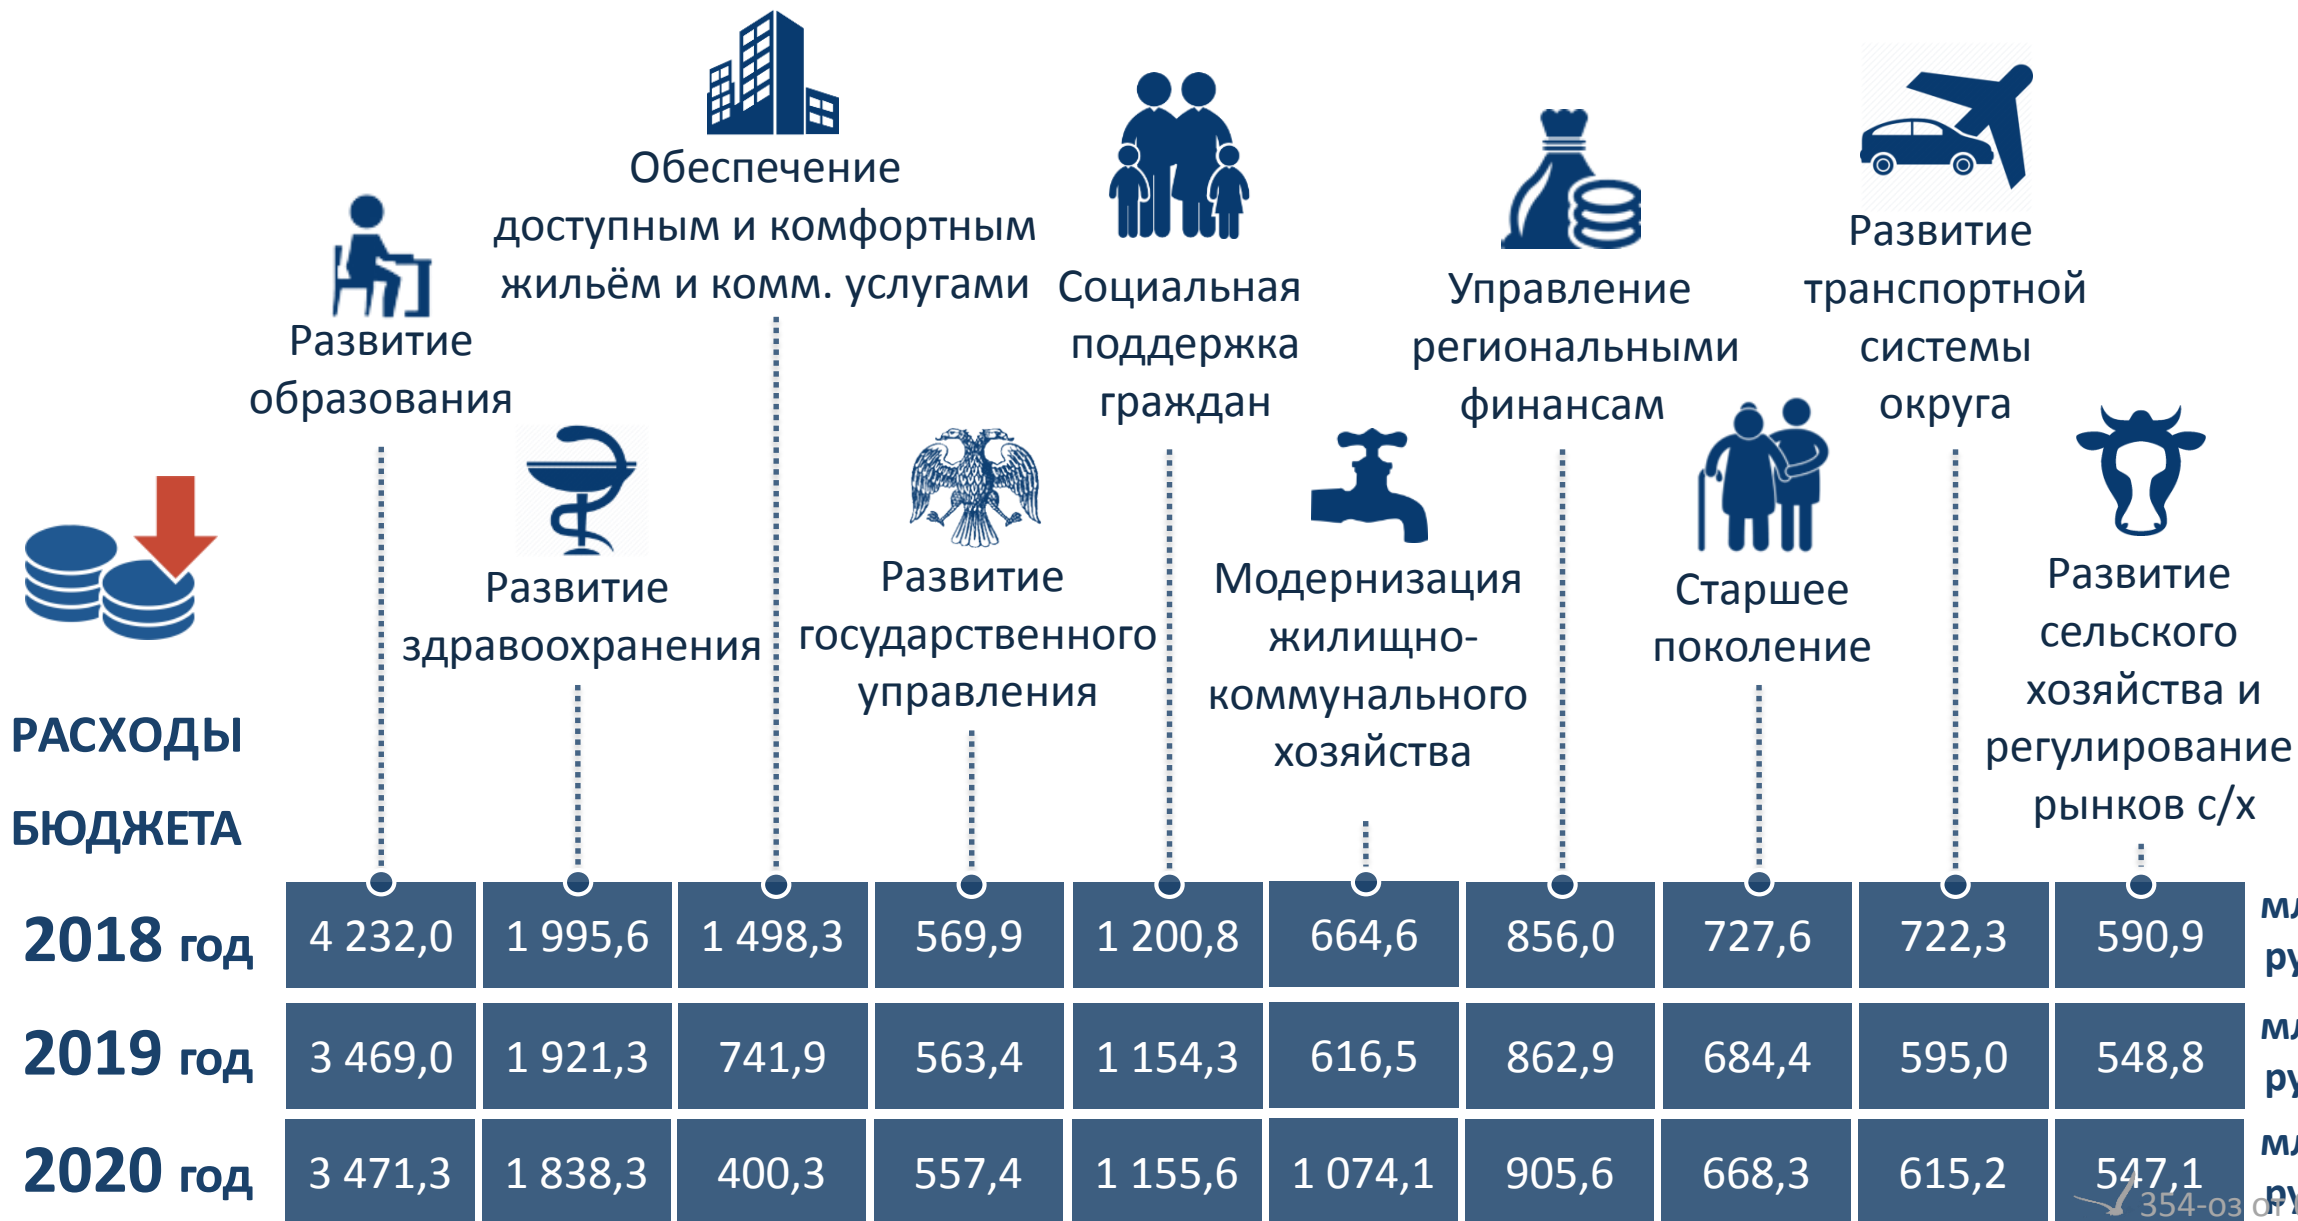 Обеспечение
доступным и комфортным
жильём и комм. услугами
Развитие
образования
Социальная
поддержка
граждан
Управление
региональными
финансам
Развитие
транспортной
системы
округа
Развитие
здравоохранения
Развитие
государственного
управления
Модернизация
жилищно-
коммунального
хозяйства
Старшее
поколение
Развитие
сельского
хозяйства и
регулирование
рынков с/х
РАСХОДЫ
БЮДЖЕТА
2018 год 4 232,0 1 995,6 1 498,3 569,9 1 200,8 664,6 856,0 727,6 722,3 590,9
2019 год 3 469,0 1 921,3 741,9 563,4 1 154,3 616,5 862,9 684,4 595,0 548,8
2020 год 3 471,3 1 838,3 400,3 557,4 1 155,6 1 074,1 905,6 668,3 615,2 547,1
354-оз от